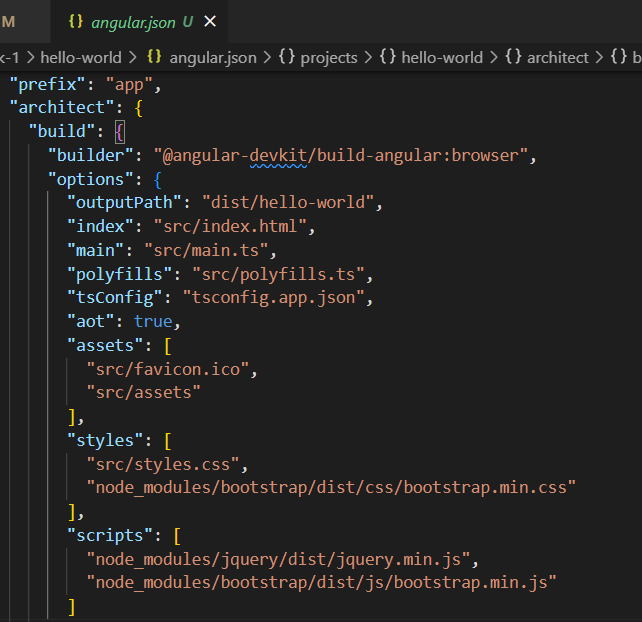 M {} angular.json U ×
k-1 > hello-world > {} angular.json > {} projects > {} hello-world > {} architect > {} b
"prefix": "app",
"architect": {
"build": {
"builder": "@angular-devkit/build-angular:browser",
"options": {
"outputPath": "dist/hello-world",
"index": "src/index.html",
"main": "src/main.ts",
"polyfills": "src/polyfills.ts",
"tsConfig": "tsconfig.app.json",
"aot": true,
"assets": [
"src/favicon.ico",
"src/assets"
],
"styles": [
"src/styles.css",
"node_modules/bootstrap/dist/css/bootstrap.min.css"
],
"scripts": [
"node_modules/jquery/dist/jquery.min.js",
"node_modules/bootstrap/dist/js/bootstrap.min.js"
]